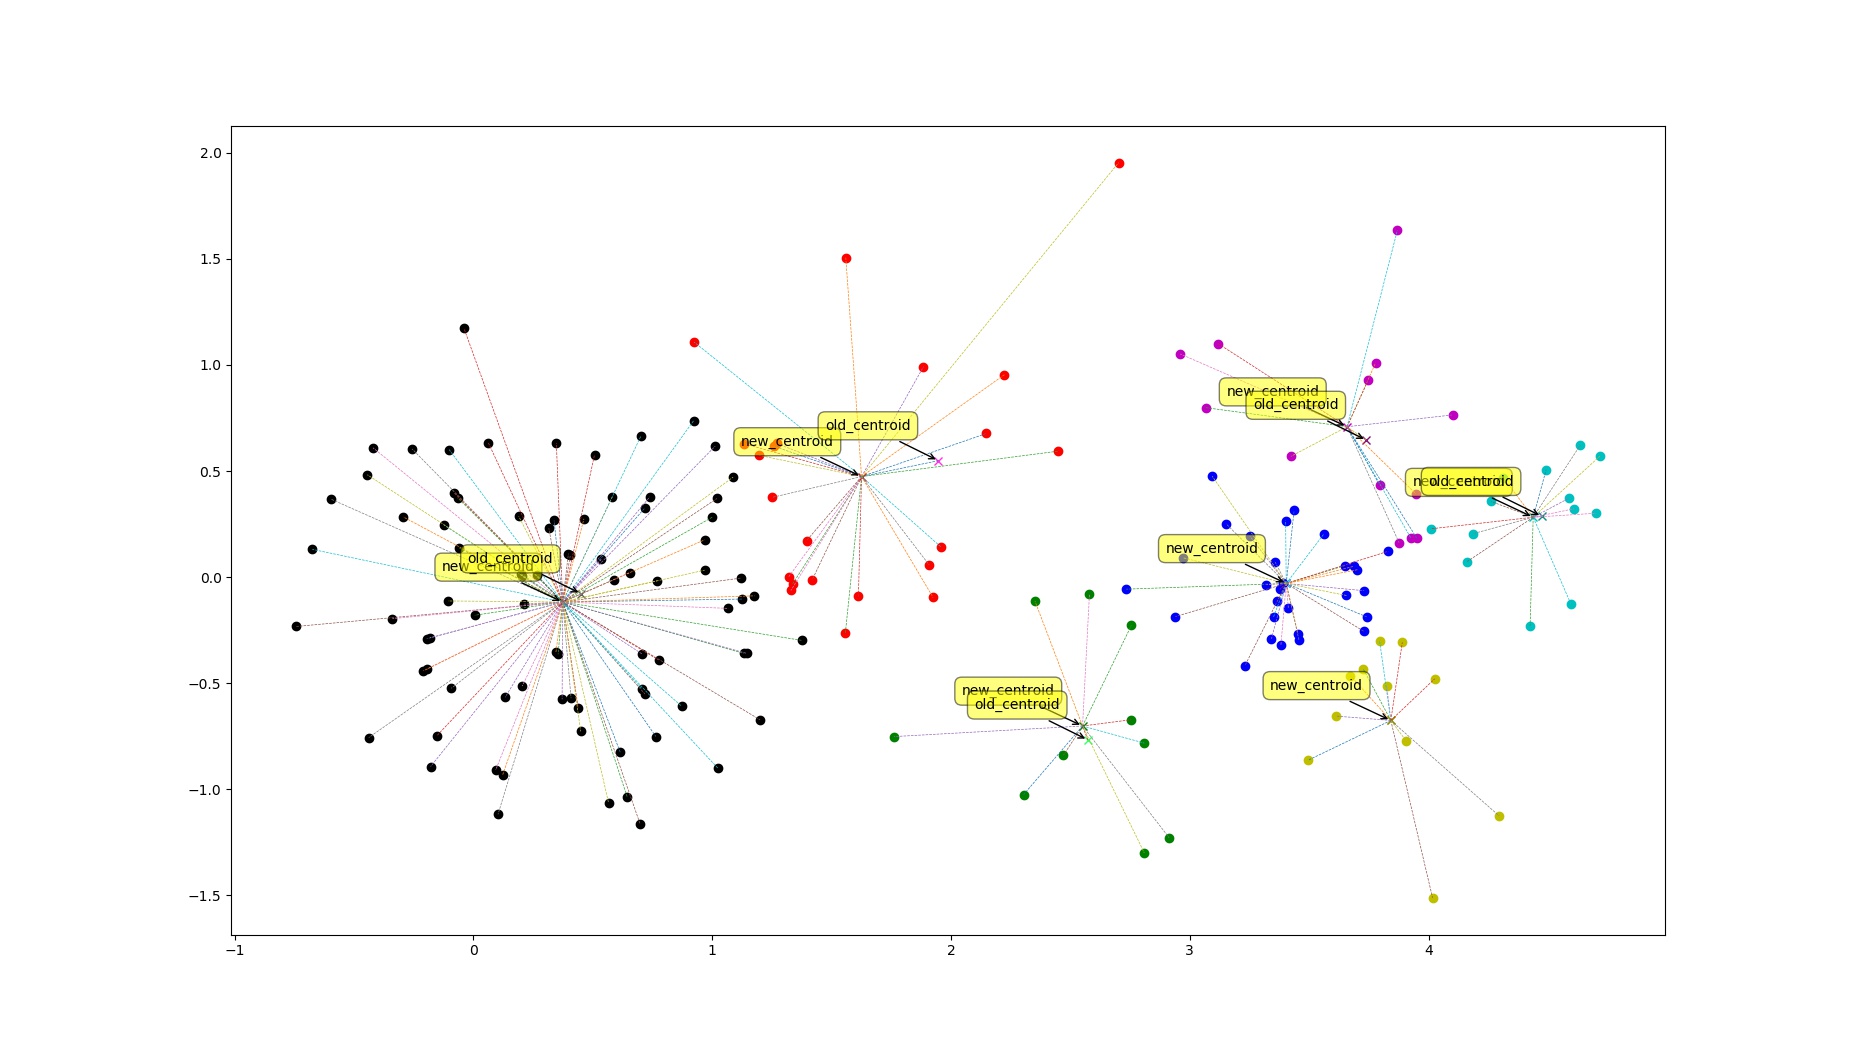 2.0
1.5
1.0
0.5
0.0
−0.5
−1.0
−1.5
−1
0
1
2
3
4
new_centroid
old_centroid
new_centroid
old_centroid
new_centroid
old_centroid
new_centroid
old_centroid
new_centroid
new_centroid
old_centroid
new_centroid